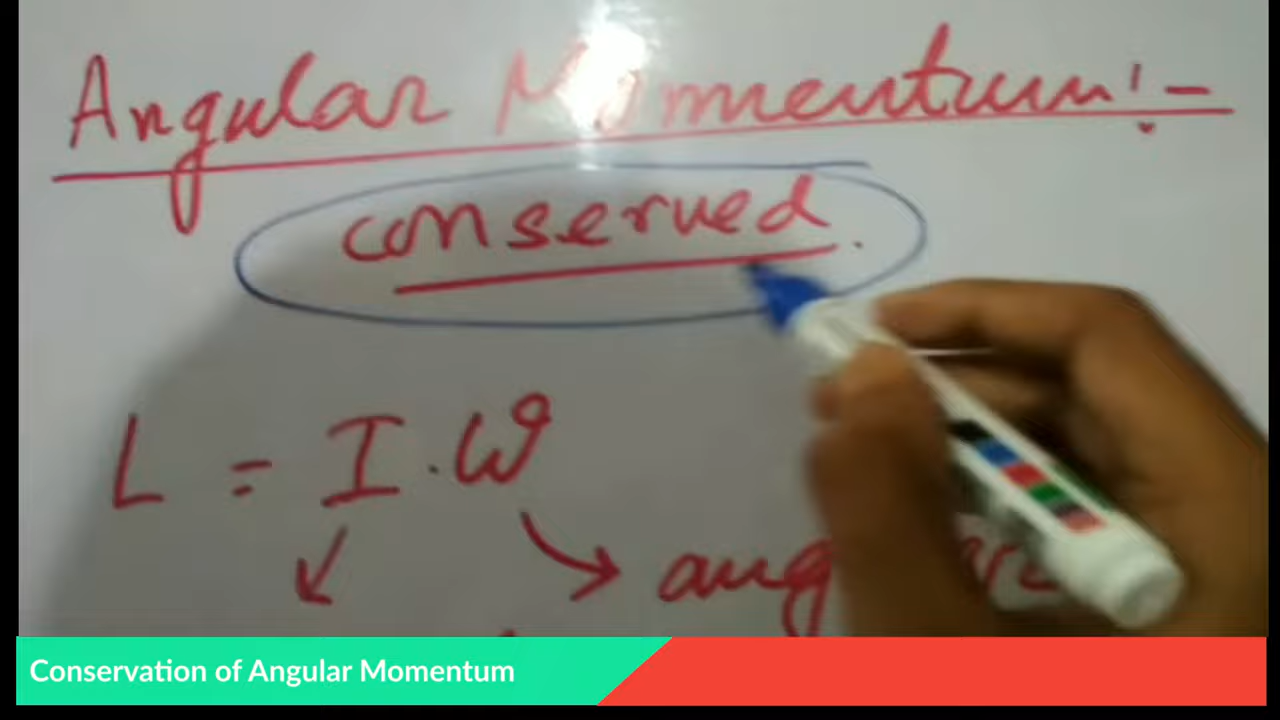 Angular Momentum:-
conserved.
L = I.ω
Conservation of Angular Momentum